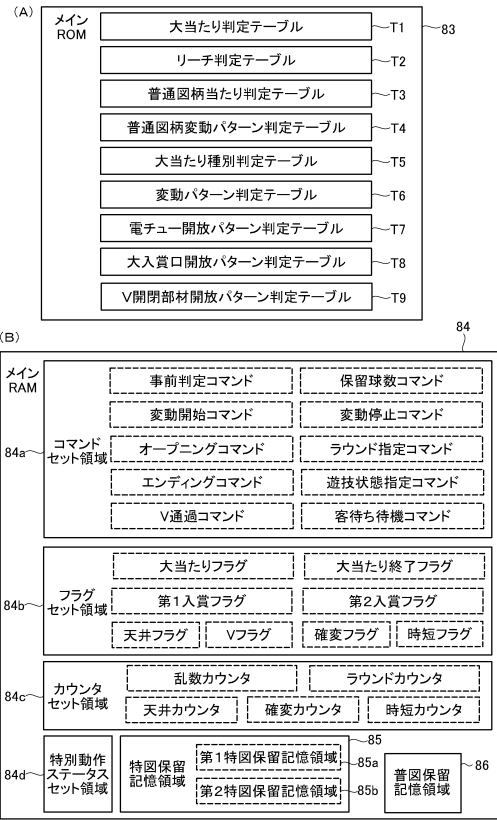 (A)
メイン
ROM
大当たり判定テーブル
T1
83
リーチ判定テーブル
T2
普通図柄当たり判定テーブル
T3
普通図柄変動パターン判定テーブル
T4
大当たり種別判定テーブル
T5
変動パターン判定テーブル
T6
電チュー開放パターン判定テーブル
T7
大入賞口開放パターン判定テーブル
T8
V開閉部材開放パターン判定テーブル
T9
(B)
84
メイン
RAM
84a
コマンド
セット領域
事前判定コマンド
保留球数コマンド
変動開始コマンド
変動停止コマンド
オープニングコマンド
ラウンド指定コマンド
エンディングコマンド
遊技状態指定コマンド
V通過コマンド
客待ち待機コマンド
84b
フラグ
セット領域
大当たりフラグ
大当たり終了フラグ
第1入賞フラグ
第2入賞フラグ
天井フラグ
Vフラグ
確変フラグ
時短フラグ
84c
カウンタ
セット領域
乱数カウンタ
ラウンドカウンタ
天井カウンタ
確変カウンタ
時短カウンタ
84d
特別動作
ステータス
セット領域
85
特図保留
記憶領域
第1特図保留記憶領域
85a
第2特図保留記憶領域
85b
86
普図保留
記憶領域